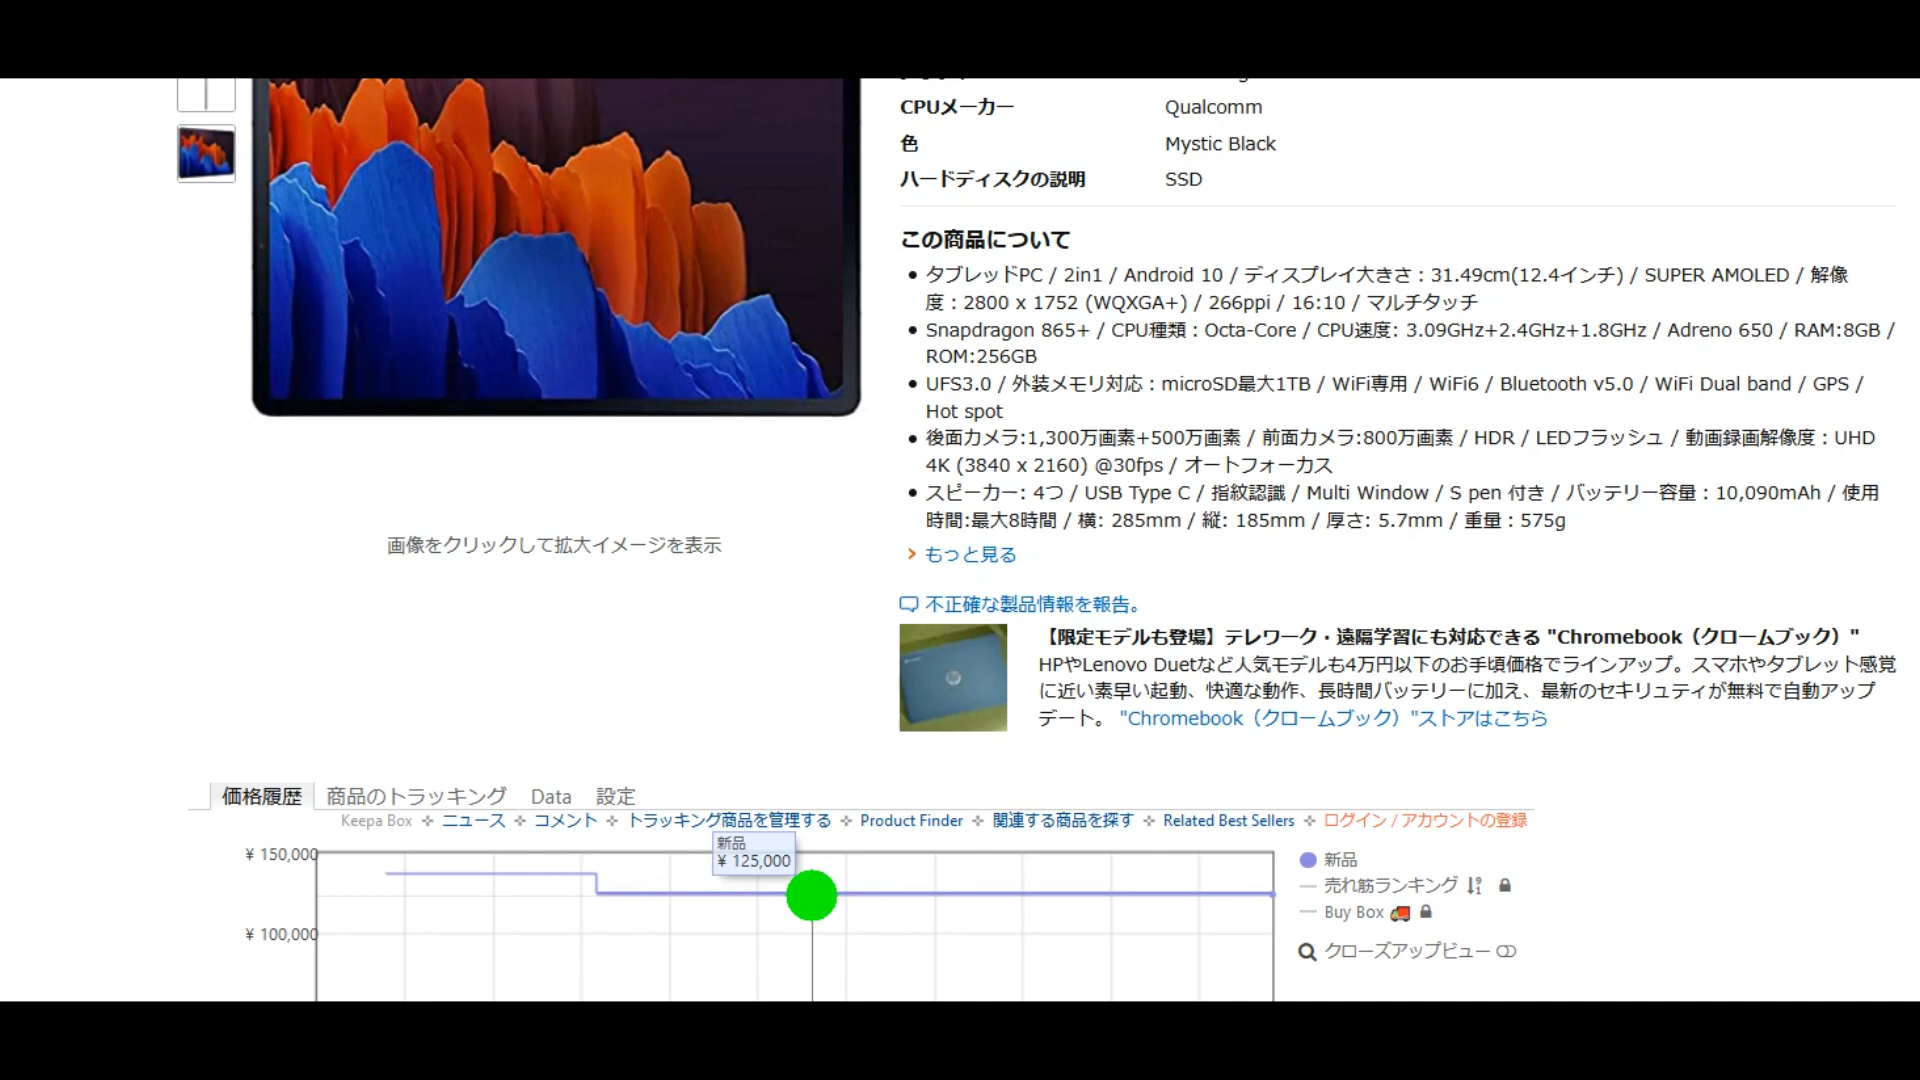 CPUメーカー Qualcomm
色 Mystic Black
ハードディスクの説明 SSD
この商品について
タブレッドPC / 2in1 / Android 10 / ディスプレイ大きさ : 31.49cm(12.4インチ) / SUPER AMOLED / 解像
度 : 2800 x 1752 (WQXGA+) / 266ppi / 16:10 / マルチタッチ
Snapdragon 865+ / CPU種類 : Octa-Core / CPU速度: 3.09GHz+2.4GHz+1.8GHz / Adreno 650 / RAM:8GB /
ROM:256GB
UFS3.0 / 外装メモリ対応 : microSD最大1TB / WiFi専用 / WiFi6 / Bluetooth v5.0 / WiFi Dual band / GPS /
Hot spot
後面カメラ:1,300万画素+500万画素 / 前面カメラ:800万画素 / HDR / LEDフラッシュ / 動画録画解像度 : UHD
4K (3840 x 2160) @30fps / オートフォーカス
スピーカー: 4つ / USB Type C / 指紋認識 / Multi Window / S pen 付き / バッテリー容量 : 10,090mAh / 使用
時間:最大8時間 / 横: 285mm / 縦: 185mm / 厚さ: 5.7mm / 重量 : 575g
もっと見る
画像をクリックして拡大イメージを表示
不正確な製品情報を報告。
【限定モデルも登場】テレワーク・遠隔学習にも対応できる "Chromebook（クロームブック）"
HPやLenovo Duetなど人気モデルも4万円以下のお手頃価格でラインアップ。スマホやタブレット感覚
に近い素早い起動、快適な動作、長時間バッテリーに加え、最新のセキリュティが無料で自動アップ
デート。 "Chromebook（クロームブック）"ストアはこちら
価格履歴 商品のトラッキング Data 設定
Keepa Box ニュース コメント トラッキング商品を管理する Product Finder 関連する商品を探す Related Best Sellers ログイン / アカウントの登録
新品
¥ 125,000
¥ 150,000
¥ 100,000
新品
売れ筋ランキング
Buy Box
クローズアップビュー